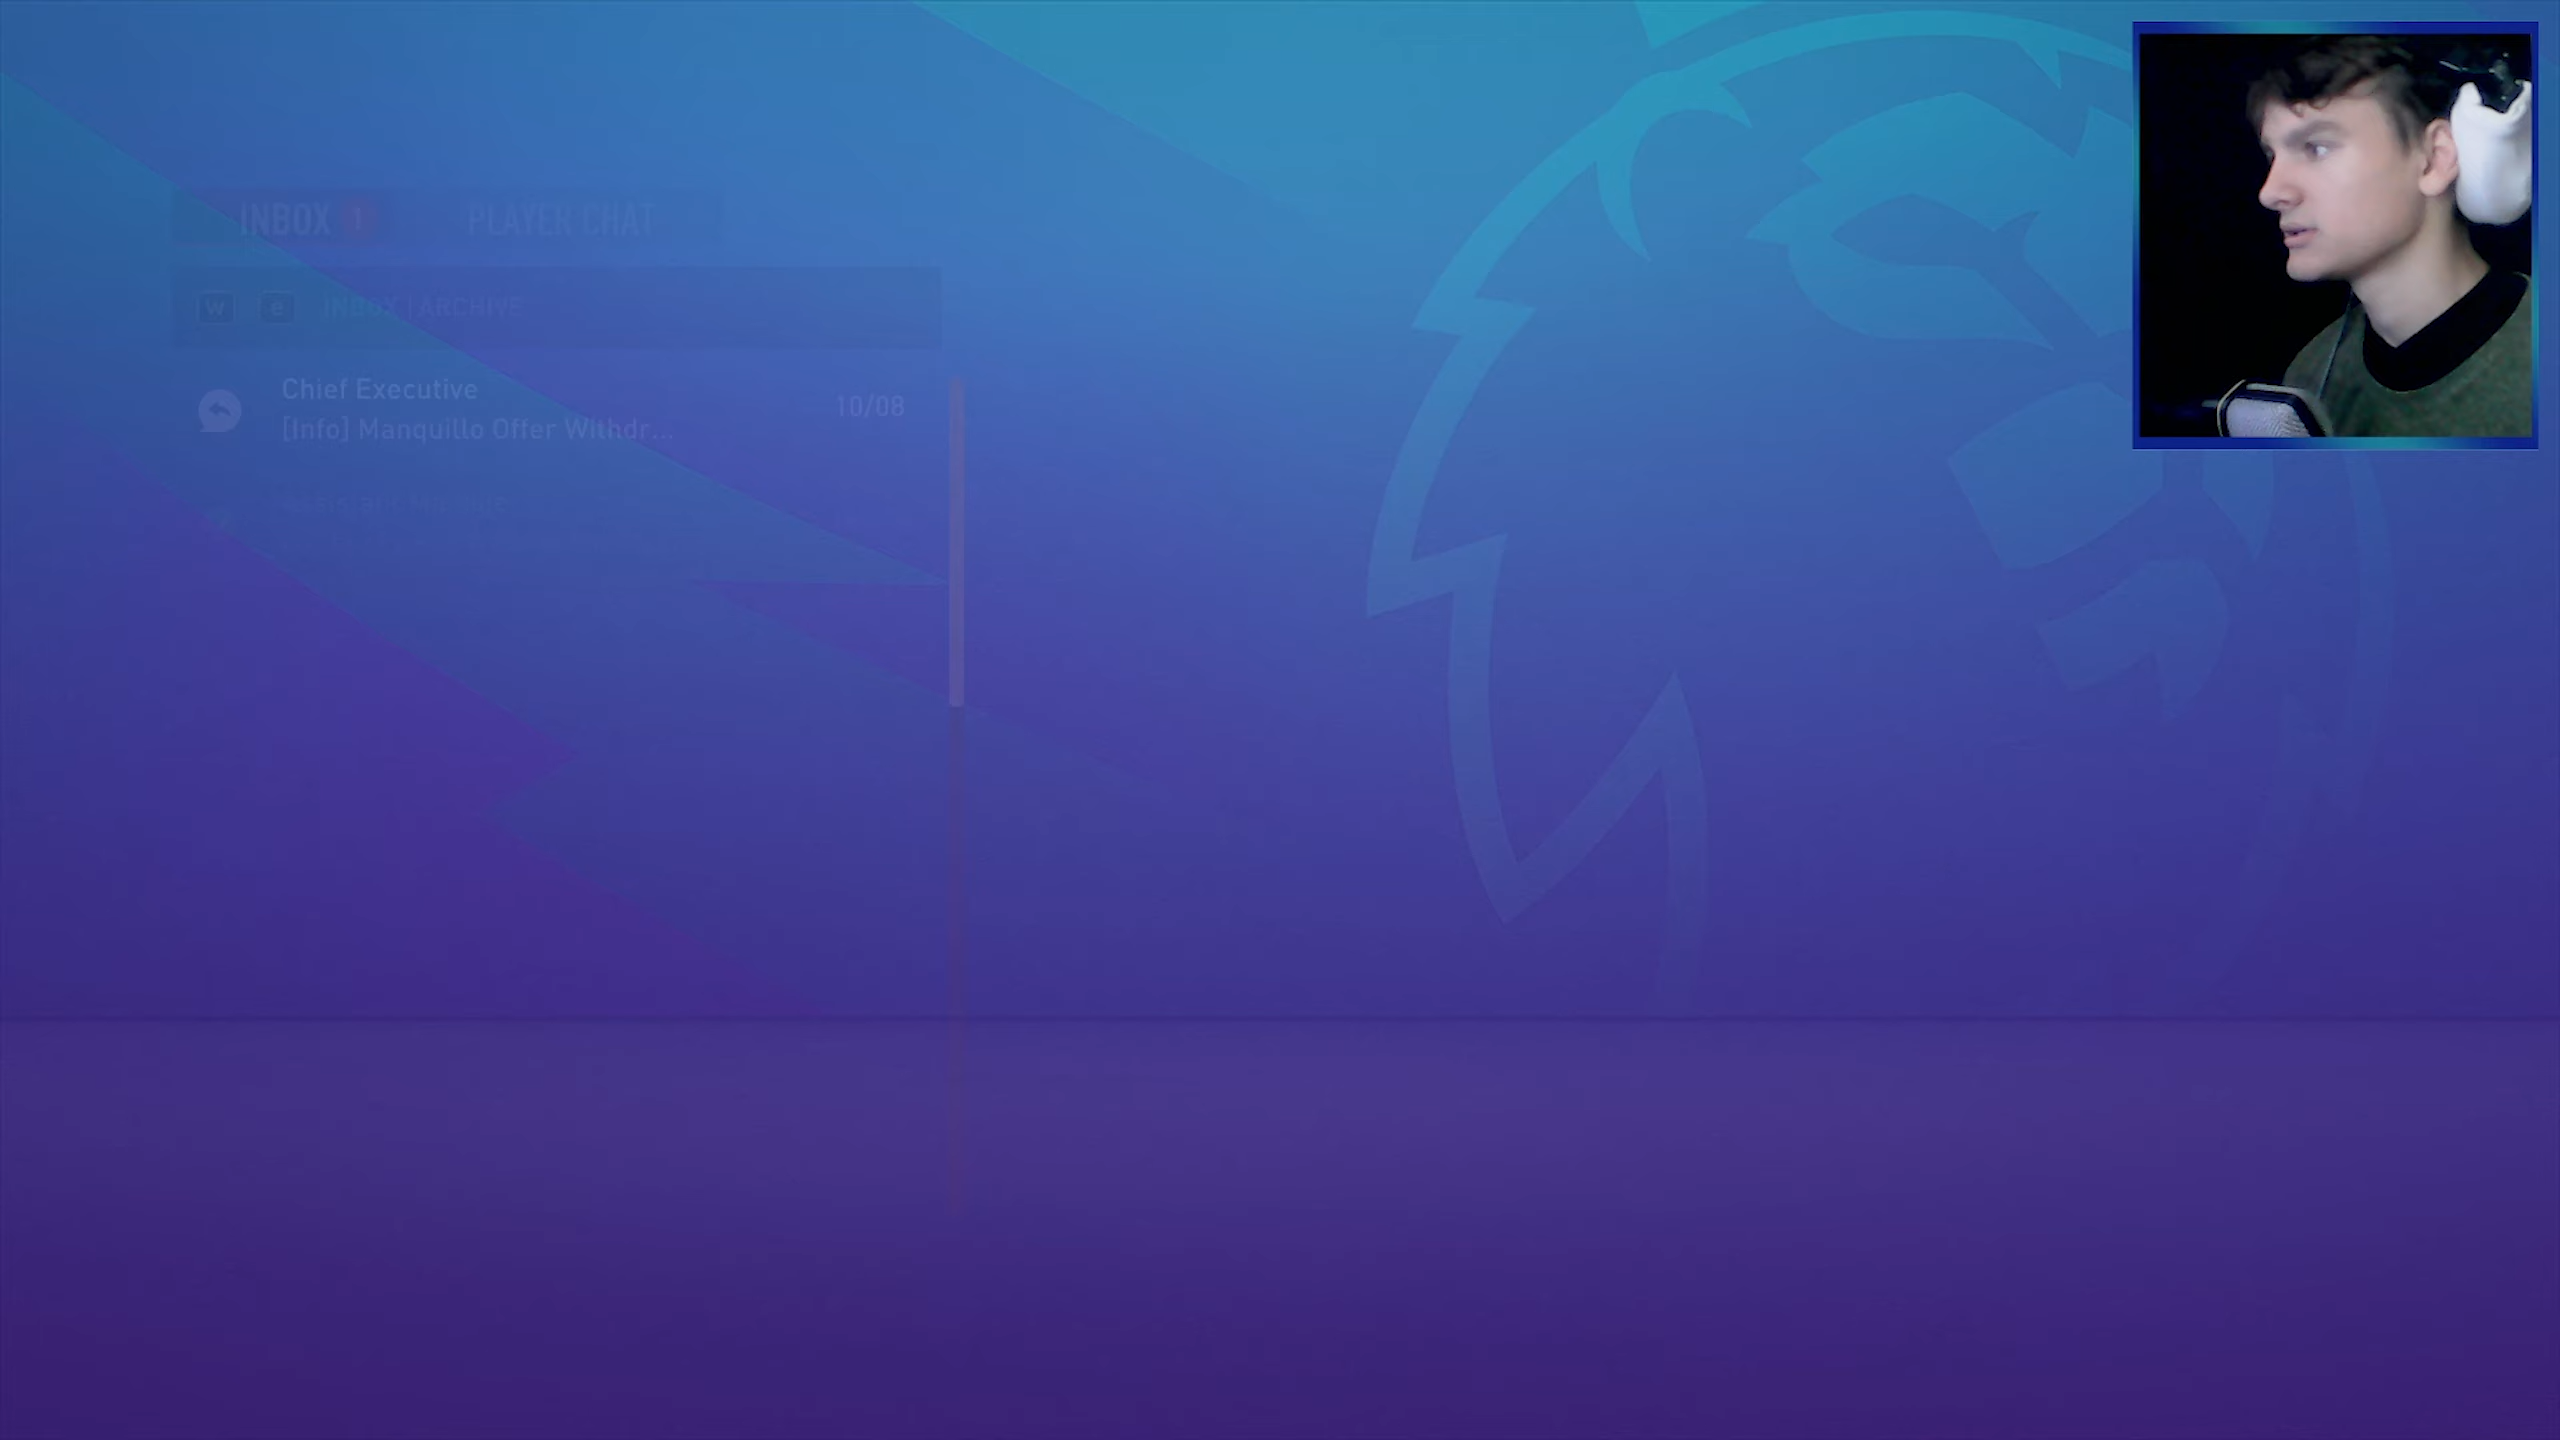 INBOX 1 PLAYER CHAT
w e INBOX | ARCHIVE
Chief Executive
10/08
[Info] Manquillo Offer Withdr...